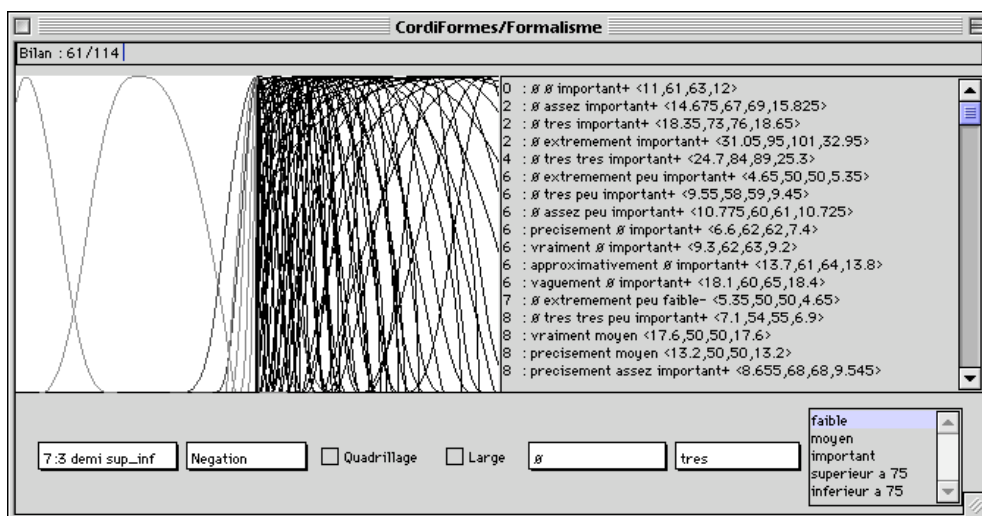 CordiFormes/Formalisme
Bilan : 61/114
0 : ø ø important+ <11,61,63,12>
2 : ø assez important+ <14.675,67,69,15.825>
2 : ø tres important+ <18.35,73,76,18.65>
2 : ø extremement important+ <31.05,95,101,32.95>
4 : ø tres tres important+ <24.7,84,89,25.3>
6 : ø extremement peu important+ <4.65,50,50,5.35>
6 : ø tres peu important+ <9.55,58,59,9.45>
6 : ø assez peu important+ <10.775,60,61,10.725>
6 : precisement ø important+ <6.6,62,62,7.4>
6 : vraiment ø important+ <9.3,62,63,9.2>
6 : approximativement ø important+ <13.7,61,64,13.8>
6 : vaguement ø important+ <18.1,60,65,18.4>
7 : ø extremement peu faible- <5.35,50,50,4.65>
8 : ø tres tres peu important+ <7.1,54,55,6.9>
8 : vraiment moyen <17.6,50,50,17.6>
8 : precisement moyen <13.2,50,50,13.2>
8 : precisement assez important+ <8.655,68,68,9.545>
7:3 demi sup_inf
Negation
Quadrillage
Large
ø
tres
faible
moyen
important
superieur a 75
inferieur a 75